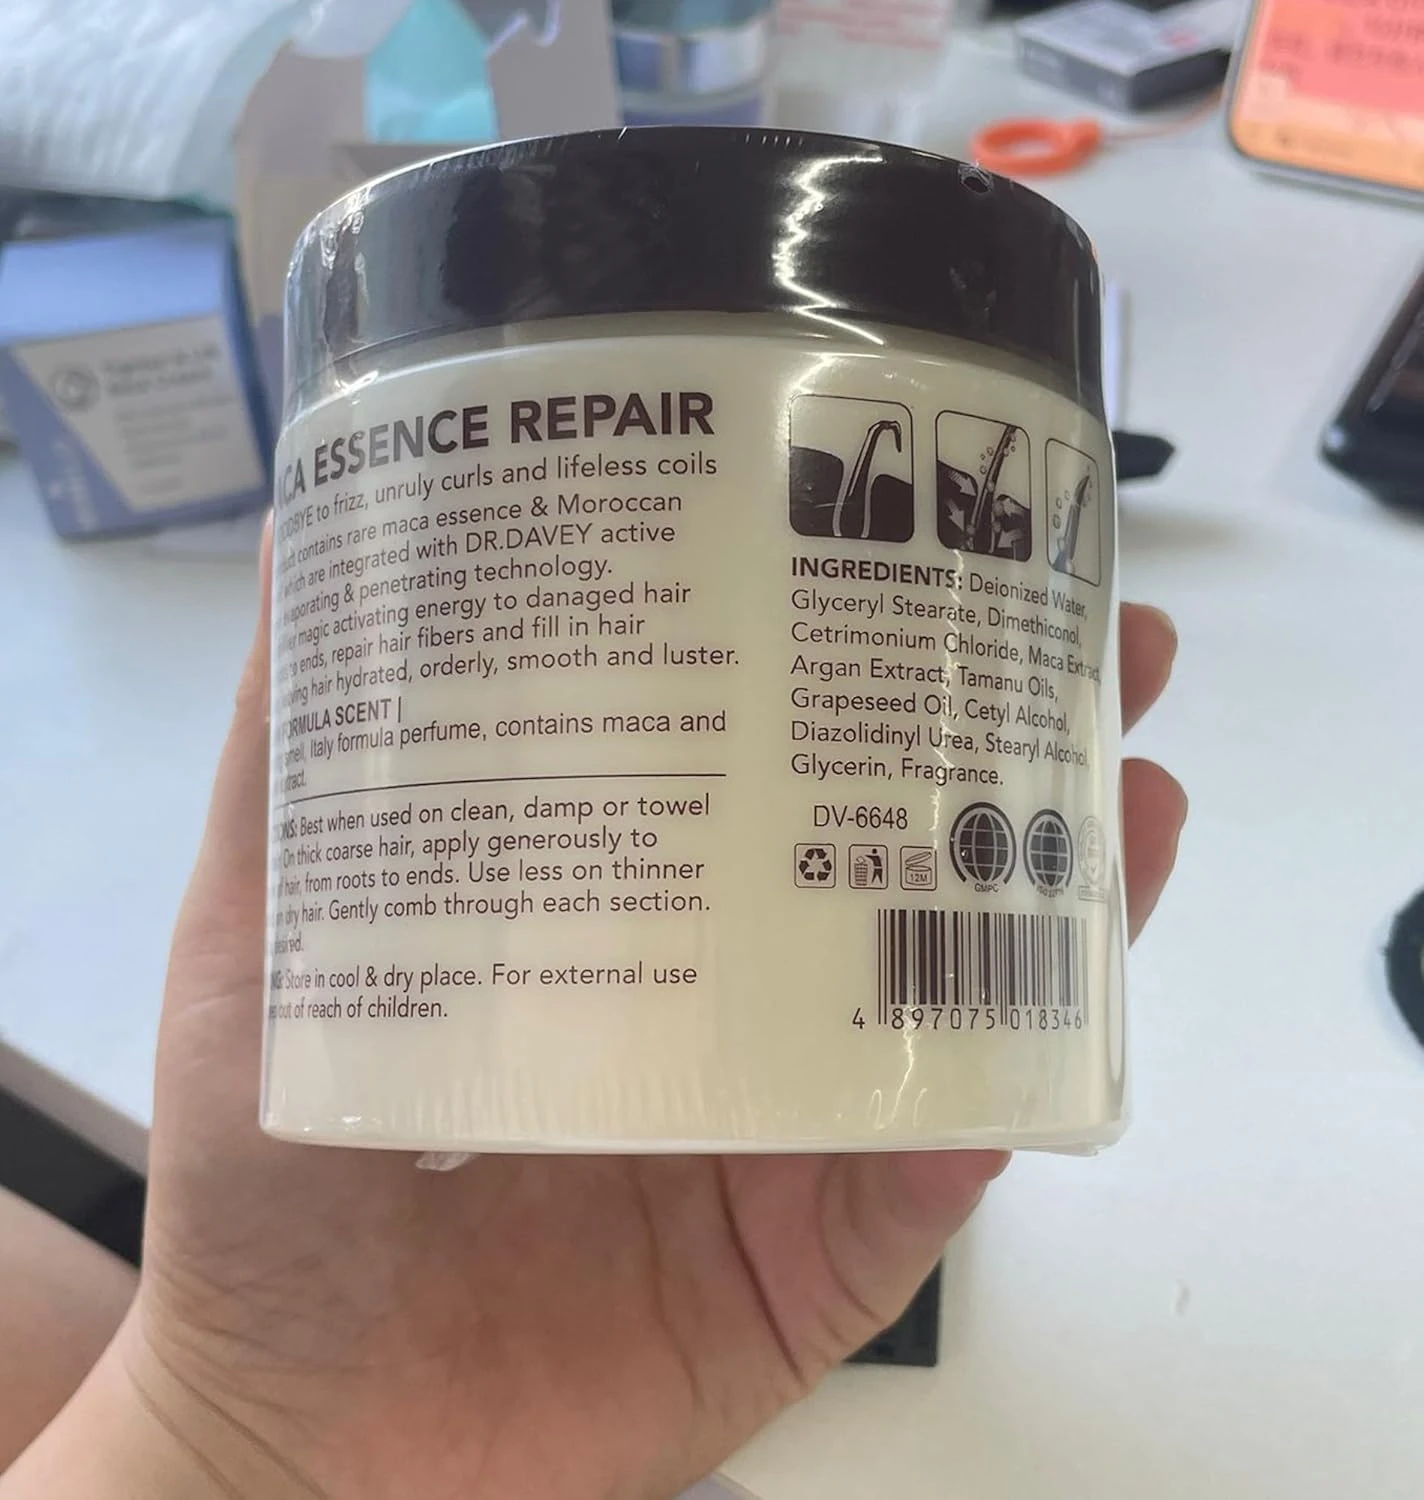 CA ESSENCE REPAIR
to frizz, unruly curls and lifeless coils
contains rare maca essence & Moroccan
which are integrated with DR.DAVEY active
& penetrating technology.
magic activating energy to danaged hair
ends, repair hair fibers and fill in hair
hair hydrated, orderly, smooth and luster.
FORMULA SCENT |
Italy formula perfume, contains maca and
Best when used on clean, damp or towel
On thick coarse hair, apply generously to
hair, from roots to ends. Use less on thinner
dry hair. Gently comb through each section.
Store in cool & dry place. For external use
out of reach of children.
INGREDIENTS: Deionized Water,
Glyceryl Stearate, Dimethiconol,
Cetrimonium Chloride, Maca Extract,
Argan Extract, Tamanu Oils,
Grapeseed Oil, Cetyl Alcohol,
Diazolidinyl Urea, Stearyl Alcohol,
Glycerin, Fragrance.
DV-6648
12M
GMPC
4 897075 018346